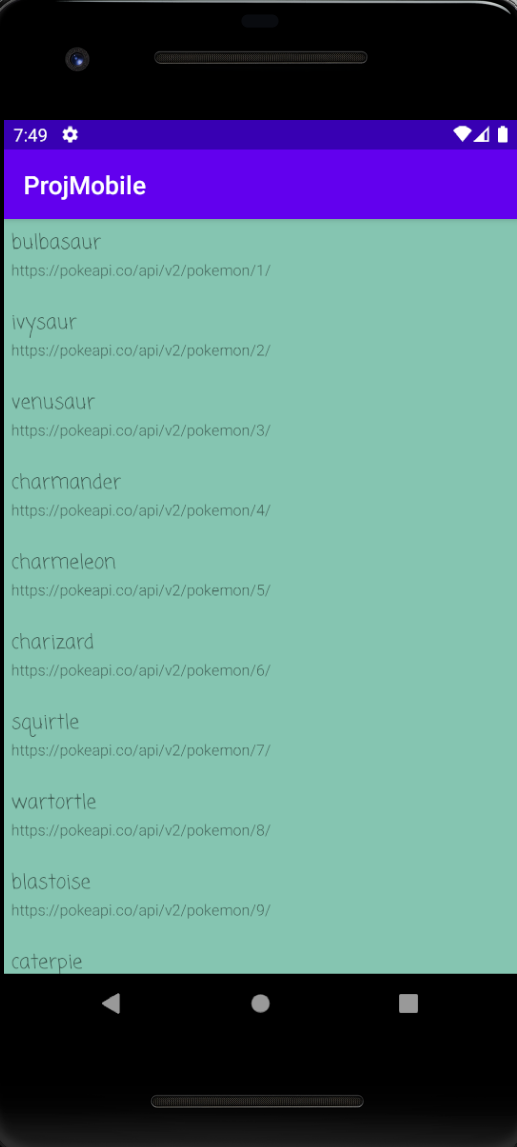 7:49
ProjMobile
bulbasaur
https://pokeapi.co/api/v2/pokemon/1/
ivysaur
https://pokeapi.co/api/v2/pokemon/2/
venusaur
https://pokeapi.co/api/v2/pokemon/3/
charmander
https://pokeapi.co/api/v2/pokemon/4/
charmeleon
https://pokeapi.co/api/v2/pokemon/5/
charizard
https://pokeapi.co/api/v2/pokemon/6/
squirtle
https://pokeapi.co/api/v2/pokemon/7/
wartortle
https://pokeapi.co/api/v2/pokemon/8/
blastoise
https://pokeapi.co/api/v2/pokemon/9/
caterpie